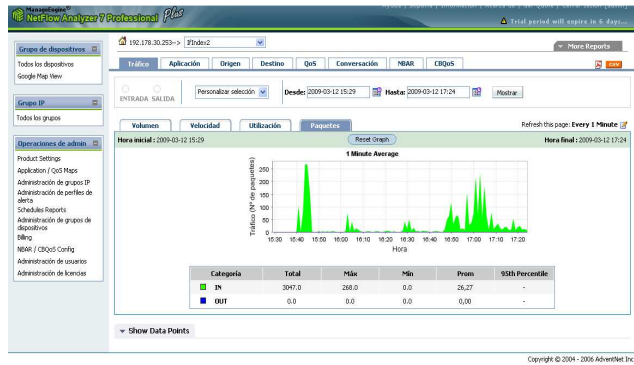 ManageEngine®
NetFlow Analyzer 7 Professional Plus
Trial period will expire in 6 days...
192.178.30.253--> IfIndex2
More Reports
Grupo de dispositivos
Todos los dispositivos
Google Map View
Grupo IP
Todos los grupos
Operaciones de admin
Product Settings
Application / QoS Maps
Administración de grupos IP
Administración de perfiles de
alerta
Schedules Reports
Administración de grupos de
dispositivos
Billing
NBAR / CBQoS Config
Administración de usuarios
Administración de licencias
Tráfico Aplicación Origen Destino QoS Conversación NBAR CBQoS
CSV
ENTRADA SALIDA
Personalizar selección
Desde: 2009-03-12 15:29
Hasta: 2009-03-12 17:24
Mostrar
Volumen Velocidad Utilización Paquetes
Refresh this page: Every 1 Minute
Hora inicial : 2009-03-12 15:29
Reset Graph
Hora final : 2009-03-12 17:24
1 Minute Average
Tráfico (Nº de paquetes)
250
200
150
100
50
0
15:30 15:40 15:50 16:00 16:10 16:20 16:30 16:40 16:50 17:00 17:10 17:20
Hora
Categoría Total Máx Mín Prom 95th Percentile
IN 3047.0 268.0 0.0 26,27 -
OUT 0.0 0.0 0.0 0,00 -
Show Data Points
Copyright © 2004 - 2006 AdventNet Inc